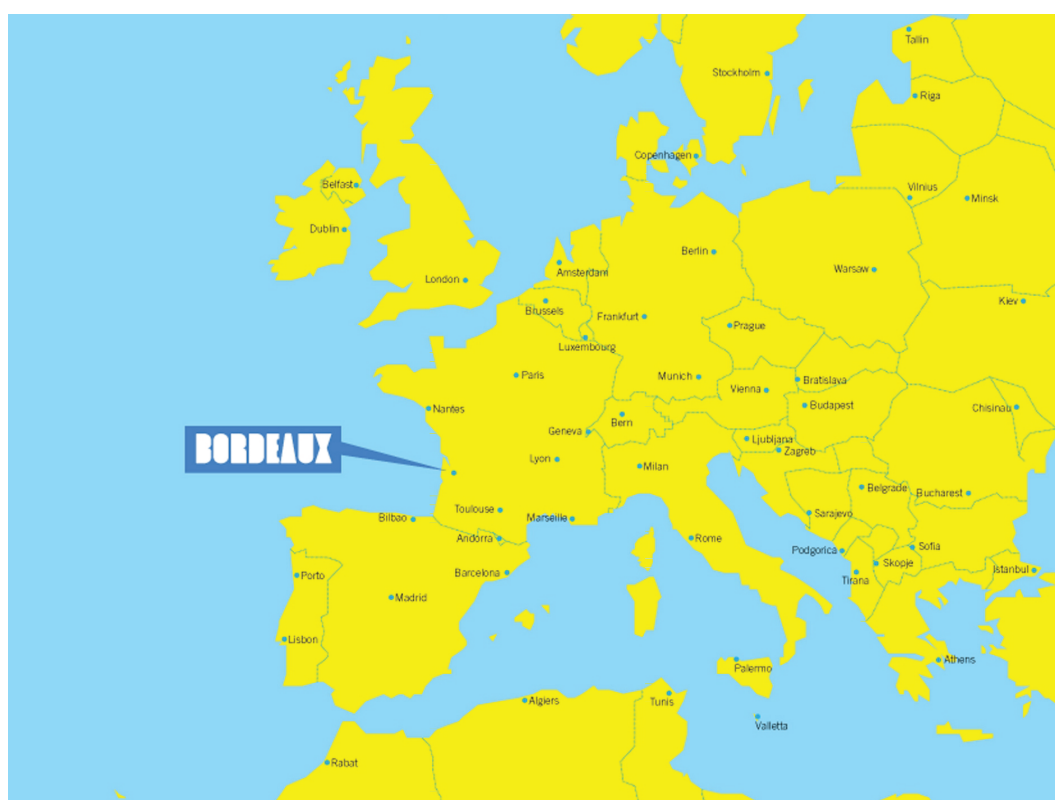 Tallin
Stockholm
Riga
Copenhagen
Belfast
Vilnius
Minsk
Dublin
Berlin
Warsaw
London
Amsterdam
Kiev
Brussels
Frankfurt
Prague
Luxembourg
Paris
Munich
Bratislava
Vienna
Nantes
Budapest
Chisinau
Bern
Geneva
Ljubljana
BORDEAUX
Zagreb
Lyon
Milan
Belgrade
Bucharest
Toulouse
Sarajevo
Bilbao
Marseille
Andorra
Rome
Sofia
Podgorica
Skopje
Istanbul
Barcelona
Porto
Tirana
Madrid
Lisbon
Athens
Palermo
Algiers
Tunis
Valletta
Rabat